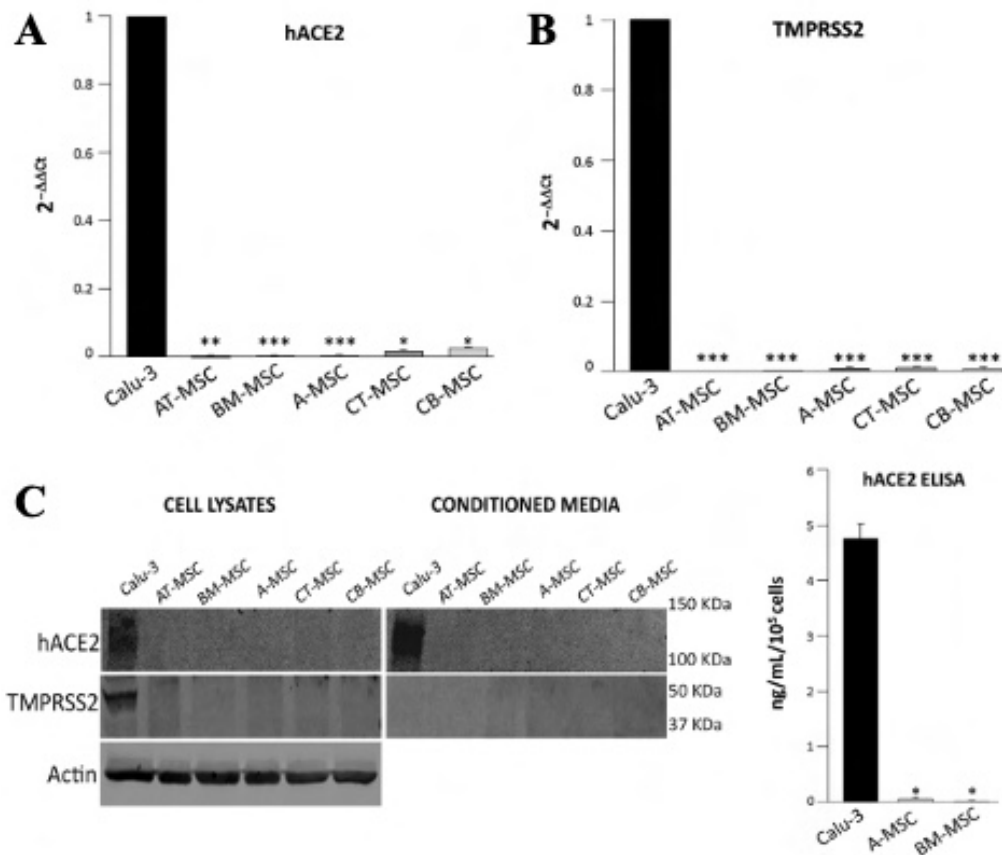 A
hACE2
2^-ΔΔCt
1
0.8
0.6
0.4
0.2
0
** *** *** * *
Calu-3 AT-MSC BM-MSC A-MSC CT-MSC CB-MSC
B
TMPRSS2
2^-ΔΔCt
1
0.8
0.6
0.4
0.2
0
*** *** *** *** ***
Calu-3 AT-MSC BM-MSC A-MSC CT-MSC CB-MSC
C
CELL LYSATES
CONDITIONED MEDIA
Calu-3 AT-MSC BM-MSC A-MSC CT-MSC CB-MSC
Calu-3 AT-MSC BM-MSC A-MSC CT-MSC CB-MSC
hACE2
150 KDa
100 KDa
TMPRSS2
50 KDa
37 KDa
Actin
hACE2 ELISA
ng/mL/10⁵ cells
6
5
4
3
2
1
0
* *
Calu-3 A-MSC BM-MSC